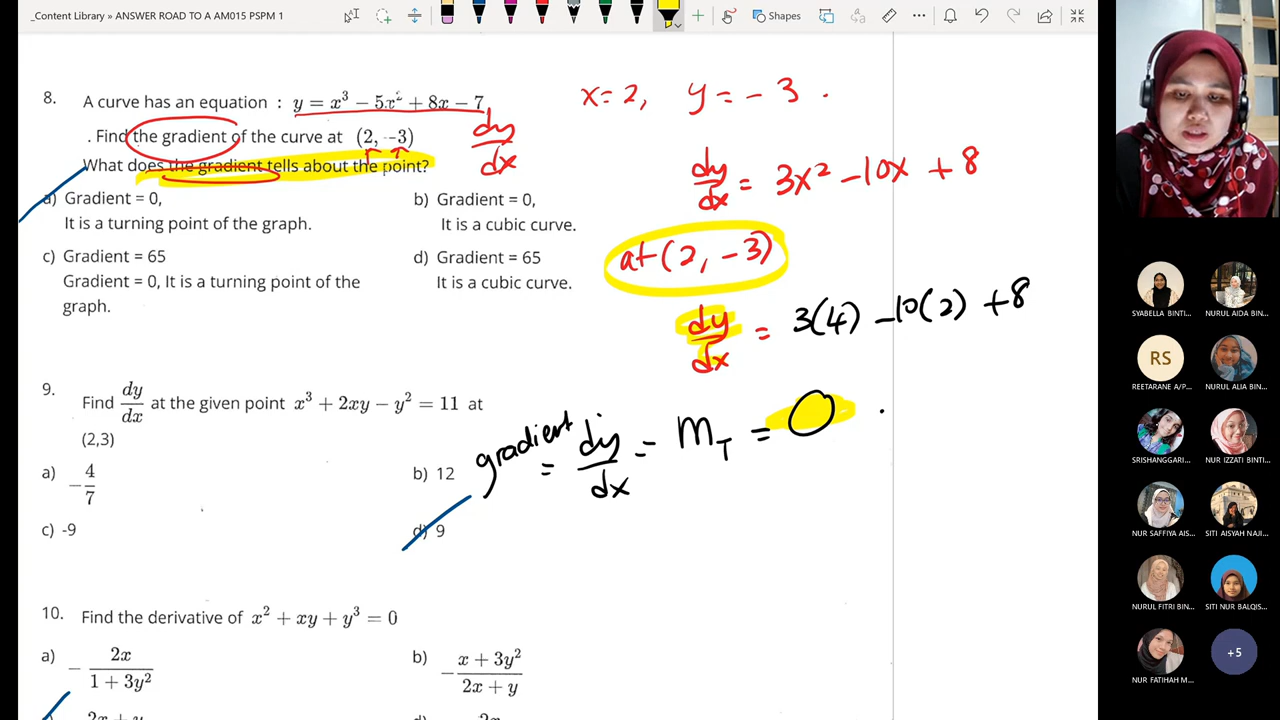 _Content Library » ANSWER ROAD TO A AM015 PSPM 1
Shapes
8. A curve has an equation : y = x³ − 5x² + 8x − 7
. Find the gradient of the curve at (2, −3)
What does the gradient tells about the point?
a) Gradient = 0,
It is a turning point of the graph.
b) Gradient = 0,
It is a cubic curve.
c) Gradient = 65
Gradient = 0, It is a turning point of the
graph.
d) Gradient = 65
It is a cubic curve.
dy/dx
x=2, y = −3 .
dy/dx = 3x² −10x + 8
at (2, −3)
dy/dx = 3(4) −10(2) +8
gradient = dy/dx = m_T = 0 .
9. Find dy/dx at the given point x³ + 2xy − y² = 11 at
(2,3)
a) −4/7
b) 12
c) -9
d) 9
10. Find the derivative of x² + xy + y³ = 0
a) − 2x/(1 + 3y²)
b) − (x + 3y²)/(2x + y)
SYABELLA BINTI...
NURUL AIDA BIN...
RS
REETARANE A/P...
NURUL ALIA BIN...
SRISHANGGARI...
NUR IZZATI BINTI...
NUR SAFFIYA AIS...
SITI AISYAH NAJI...
NURUL FITRI BIN...
SITI NUR BALQIS...
NUR FATIHAH M...
+5